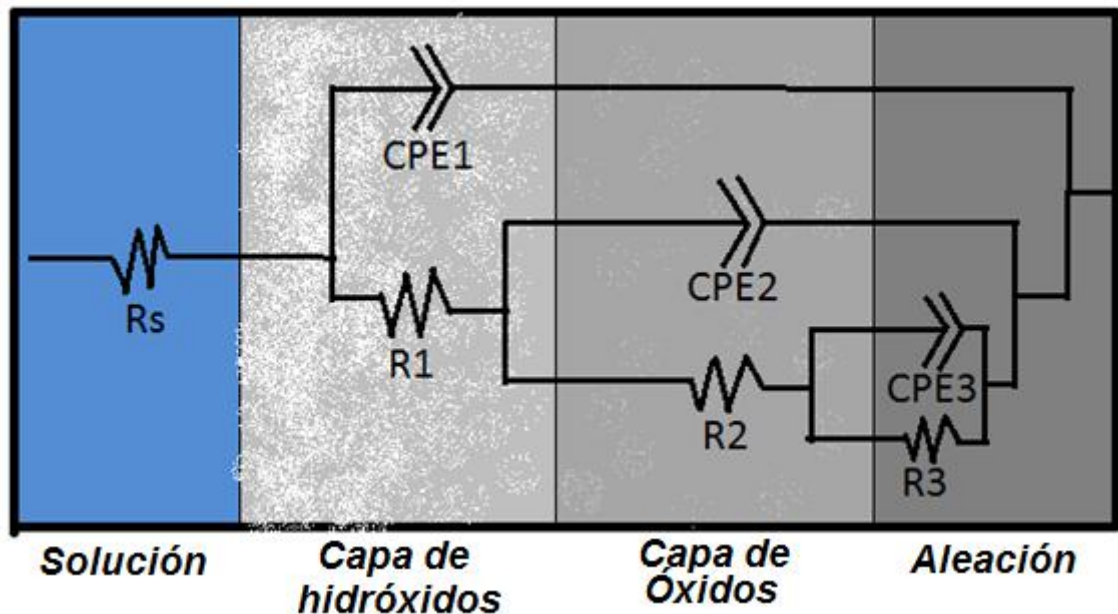 CPE1
Rs
R1
CPE2
R2
CPE3
R3
Solución
Capa de
hidróxidos
Capa de
Óxidos
Aleación